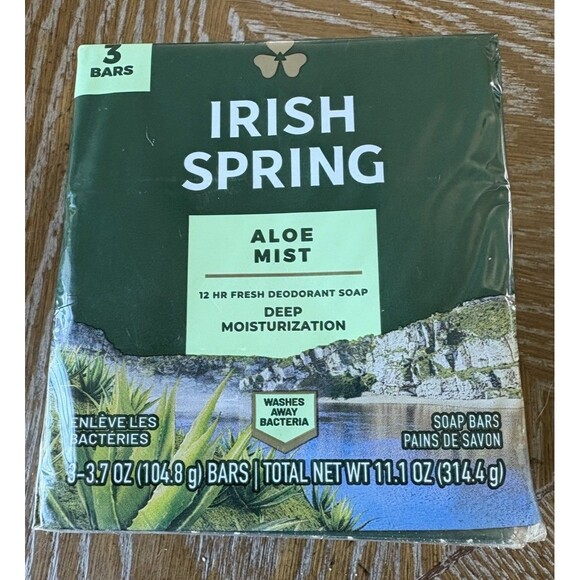 3
BARS
IRISH
SPRING
ALOE
MIST
12 HR FRESH DEODORANT SOAP
DEEP
MOISTURIZATION
WASHES
AWAY
BACTERIA
ENLÈVE LES
BACTÉRIES
SOAP BARS
PAINS DE SAVON
3-3.7 OZ (104.8 g) BARS | TOTAL NET WT 11.1 OZ (314.4 g)